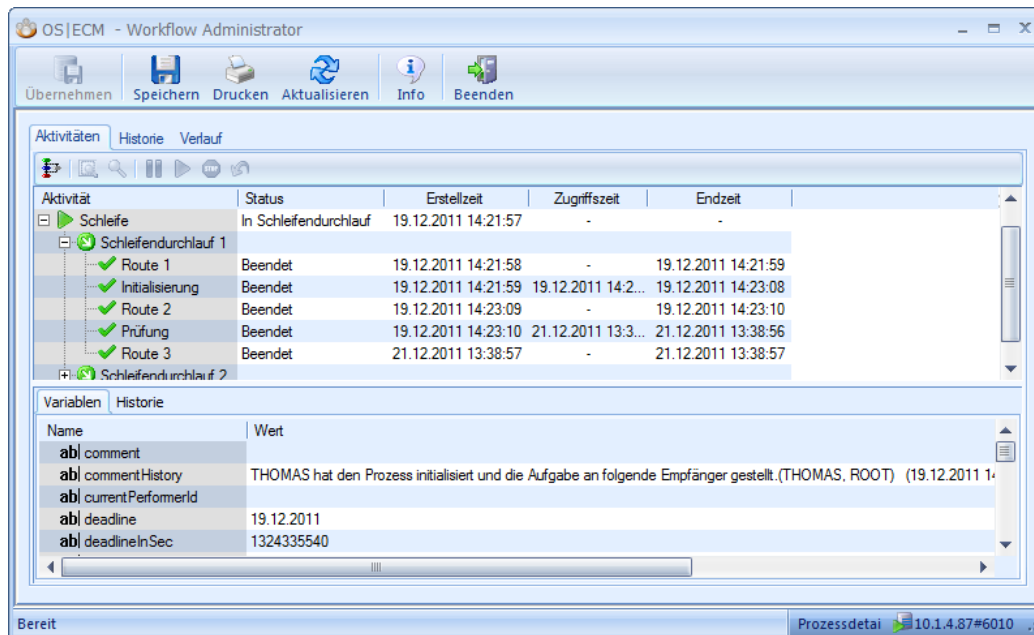 OS|ECM - Workflow Administrator
Übernehmen Speichern Drucken Aktualisieren Info Beenden
Aktivitäten Historie Verlauf
STOP
Aktivität Status Erstellzeit Zugriffszeit Endzeit
Schleife In Schleifendurchlauf 19.12.2011 14:21:57 - -
Schleifendurchlauf 1
Route 1 Beendet 19.12.2011 14:21:58 - 19.12.2011 14:21:59
Initialisierung Beendet 19.12.2011 14:21:59 19.12.2011 14:2... 19.12.2011 14:23:08
Route 2 Beendet 19.12.2011 14:23:09 - 19.12.2011 14:23:10
Prüfung Beendet 19.12.2011 14:23:10 21.12.2011 13:3... 21.12.2011 13:38:56
Route 3 Beendet 21.12.2011 13:38:57 - 21.12.2011 13:38:57
Schleifendurchlauf 2
Variablen Historie
Name Wert
ab| comment
ab| commentHistory THOMAS hat den Prozess initialisiert und die Aufgabe an folgende Empfänger gestellt.(THOMAS, ROOT) (19.12.2011 14
ab| currentPerformerId
ab| deadline 19.12.2011
ab| deadlineInSec 1324335540
Bereit Prozessdetai 10.1.4.87#6010